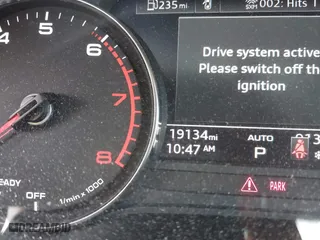 235mi
002: Hits 1
Drive system active
Please switch off the
ignition
4
5
6
7
8
1/min x 1000
READY
OFF
19134mi
AUTO
10:47 AM
P
PARK